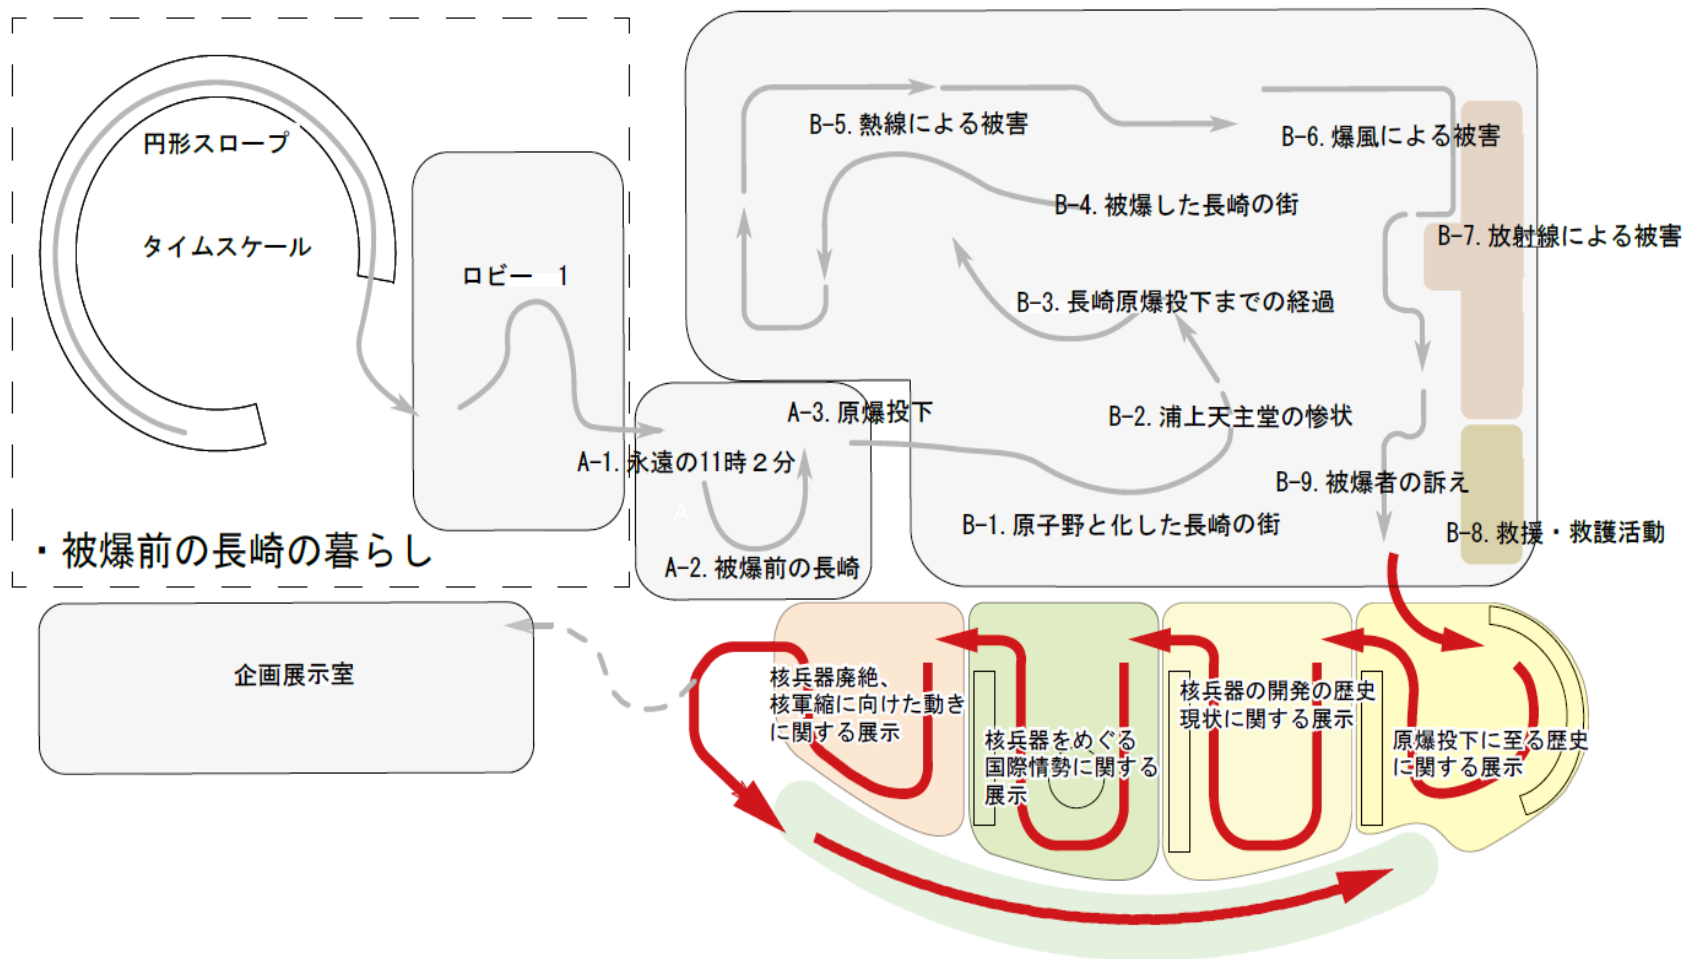 円形スロープ
タイムスケール
ロビー　1
・被爆前の長崎の暮らし
A-1.永遠の11時２分
A
A-2.被爆前の長崎
A-3.原爆投下
B-1.原子野と化した長崎の街
B-2.浦上天主堂の惨状
B-3.長崎原爆投下までの経過
B-4.被爆した長崎の街
B-5.熱線による被害
B-6.爆風による被害
B-7.放射線による被害
B-9.被爆者の訴え
B-8.救援・救護活動
原爆投下に至る歴史
に関する展示
核兵器の開発の歴史
現状に関する展示
核兵器をめぐる
国際情勢に関する
展示
核兵器廃絶、
核軍縮に向けた動き
に関する展示
企画展示室